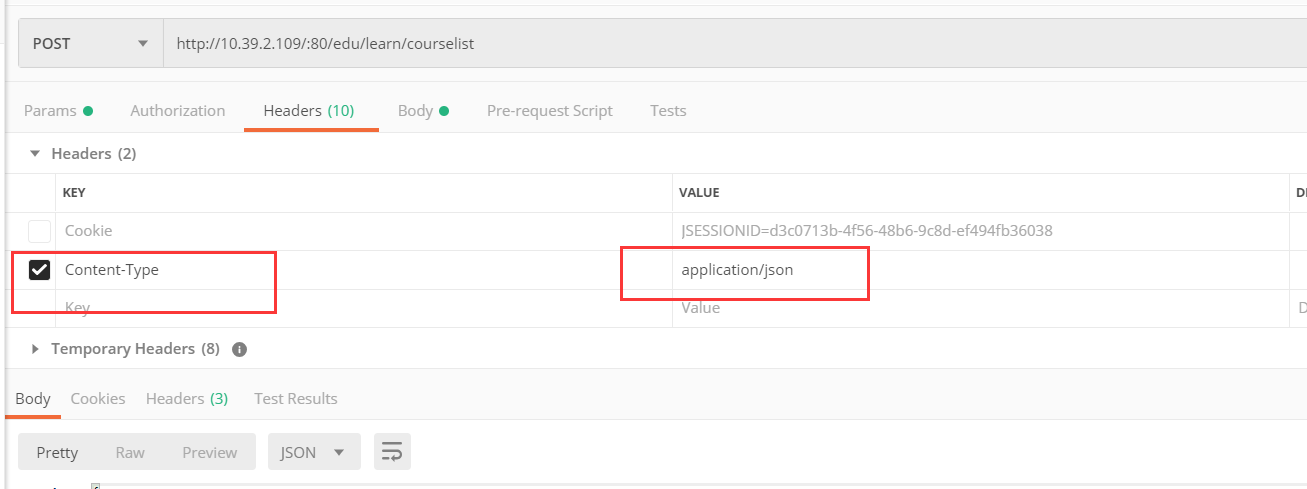 POST http://10.39.2.109/:80/edu/learn/courselist
Params Authorization Headers (10) Body Pre-request Script Tests
Headers (2)
KEY VALUE
Cookie JSESSIONID=d3c0713b-4f56-48b6-9c8d-ef494fb36038
Content-Type application/json
Key Value D
Temporary Headers (8)
Body Cookies Headers (3) Test Results
Pretty Raw Preview JSON